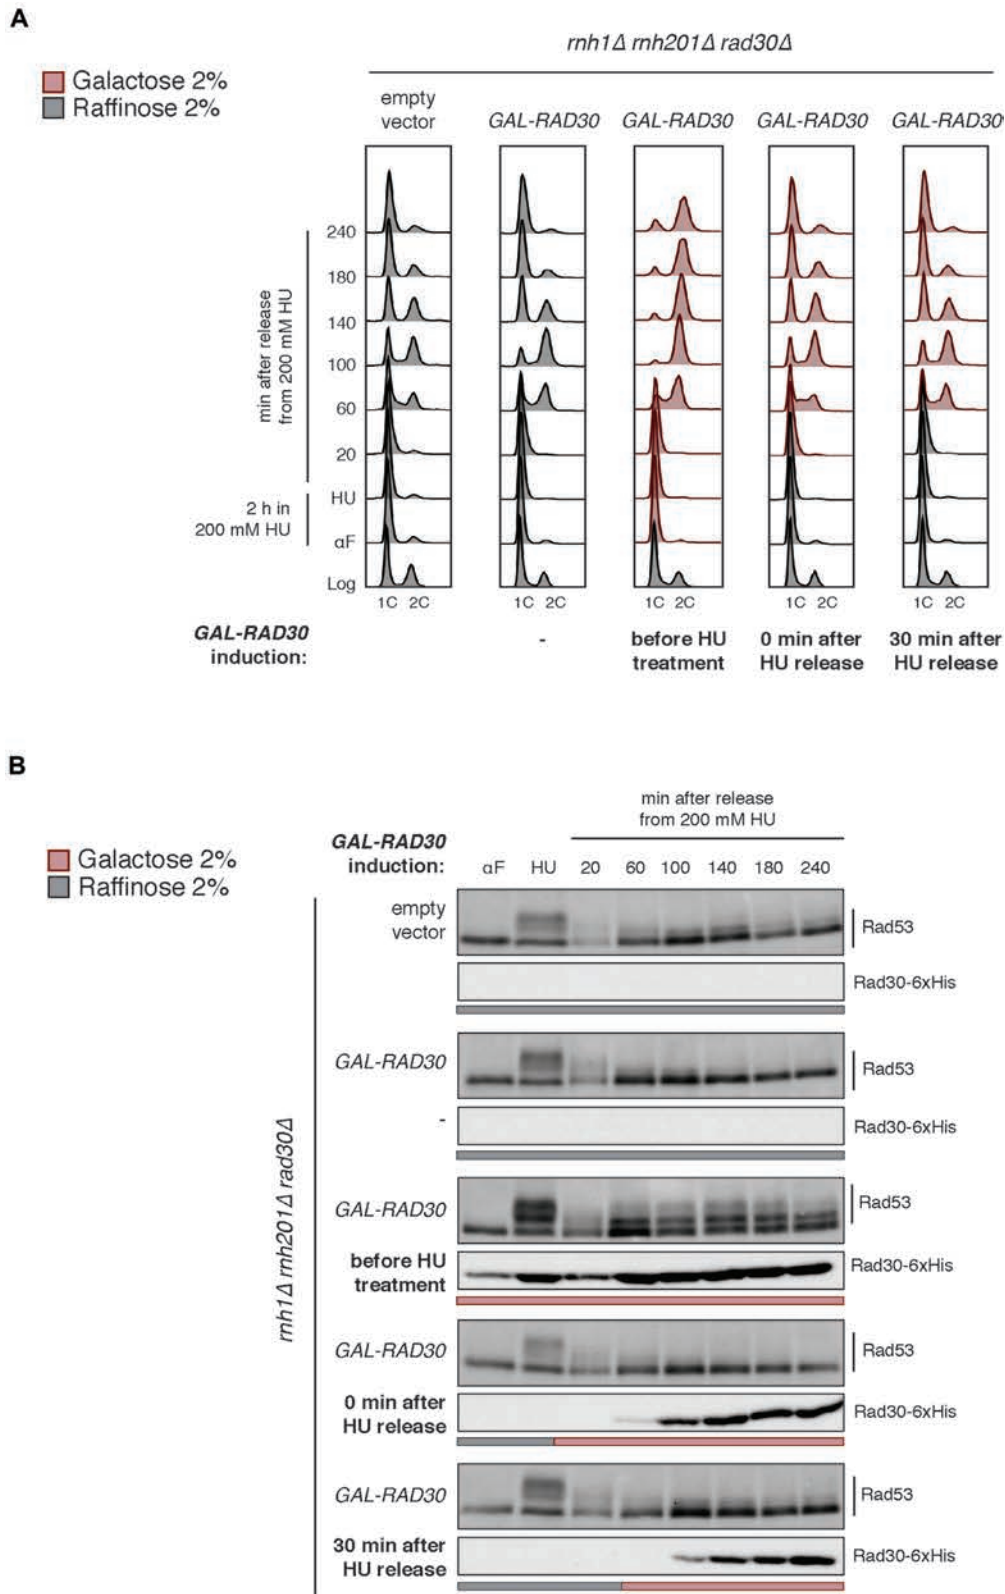 A
rnh1Δ rnh201Δ rad30Δ
Galactose 2%
Raffinose 2%
empty
vector
GAL-RAD30
GAL-RAD30
GAL-RAD30
GAL-RAD30
min after release
from 200 mM HU
240
180
140
100
60
20
2 h in
200 mM HU
HU
αF
Log
1C 2C
1C 2C
1C 2C
1C 2C
1C 2C
GAL-RAD30
induction:
-
before HU
treatment
0 min after
HU release
30 min after
HU release
B
Galactose 2%
Raffinose 2%
min after release
from 200 mM HU
GAL-RAD30
induction:
αF HU 20 60 100 140 180 240
rnh1Δ rnh201Δ rad30Δ
empty
vector
Rad53
Rad30-6xHis
GAL-RAD30
Rad53
-
Rad30-6xHis
GAL-RAD30
Rad53
before HU
treatment
Rad30-6xHis
GAL-RAD30
Rad53
0 min after
HU release
Rad30-6xHis
GAL-RAD30
Rad53
30 min after
HU release
Rad30-6xHis